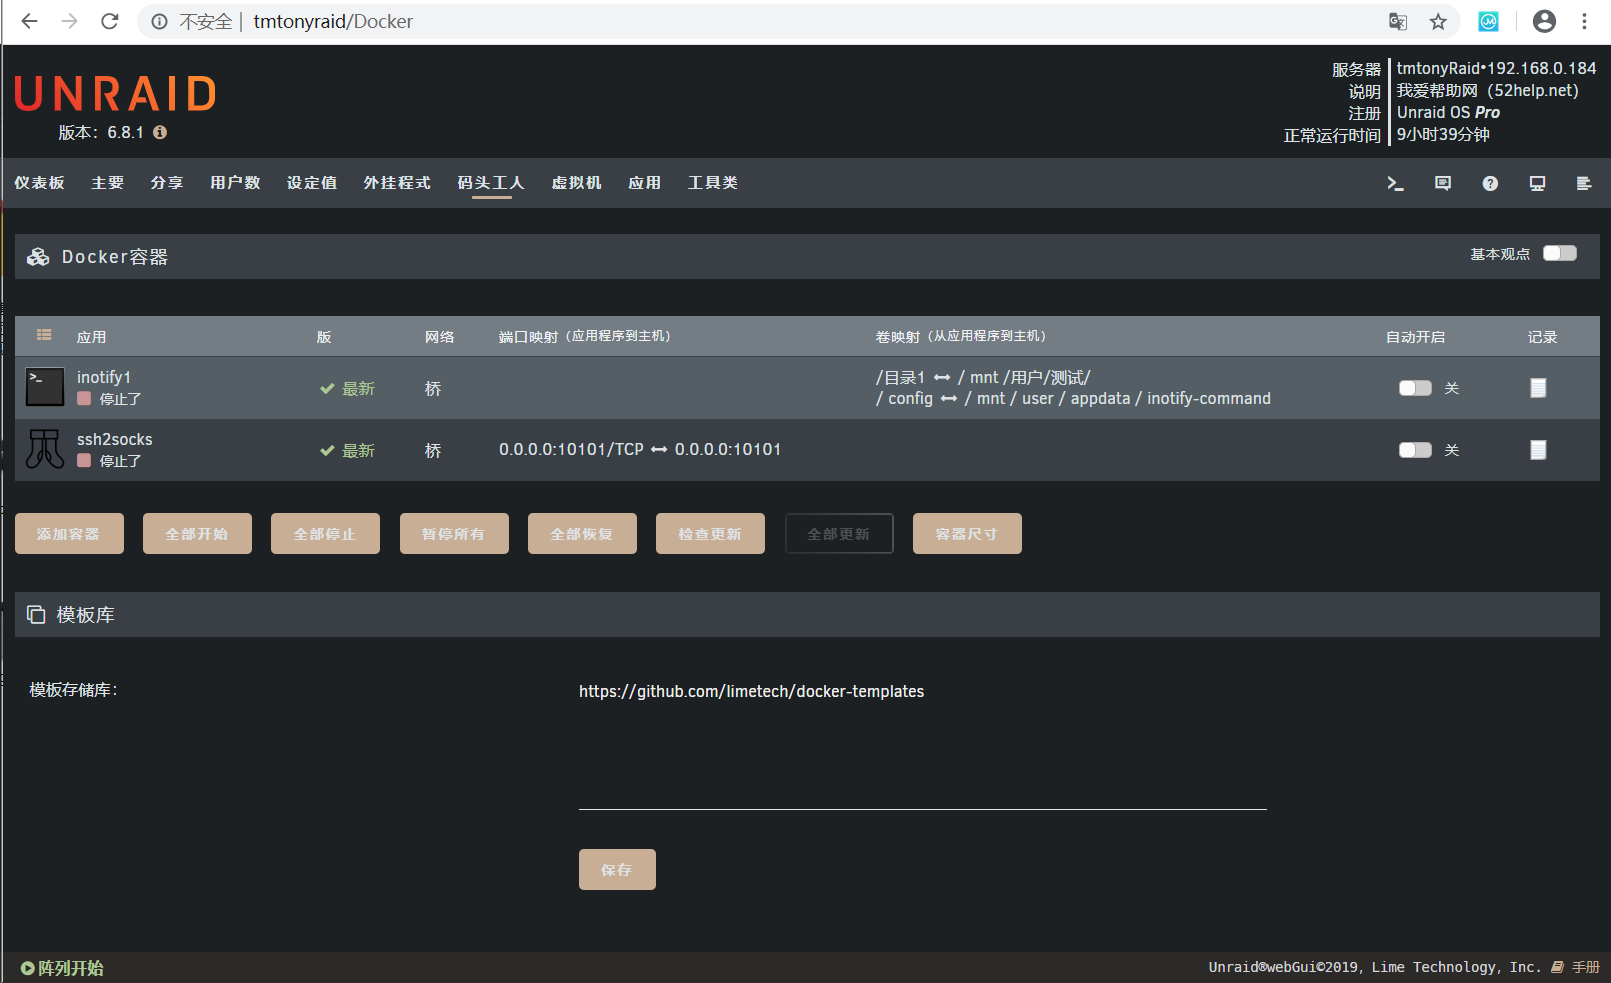 不安全 | tmtonyraid/Docker
UNRAID
版本：6.8.1
服务器 tmtonyRaid•192.168.0.184
说明 我爱帮助网（52help.net）
注册 Unraid OS Pro
正常运行时间 9小时39分钟
仪表板 主要 分享 用户数 设定值 外挂程式 码头工人 虚拟机 应用 工具类
Docker容器 基本观点
应用 版 网络 端口映射（应用程序到主机） 卷映射（从应用程序到主机） 自动开启 记录
inotify1 /目录1 ↔ / mnt /用户/测试/
停止了 最新 桥 / config ↔ / mnt / user / appdata / inotify-command 关
ssh2socks
停止了 最新 桥 0.0.0.0:10101/TCP ↔ 0.0.0.0:10101 关
添加容器 全部开始 全部停止 暂停所有 全部恢复 检查更新 全部更新 容器尺寸
模板库
模板存储库： https://github.com/limetech/docker-templates
保存
阵列开始 Unraid®webGui©2019, Lime Technology, Inc. 手册